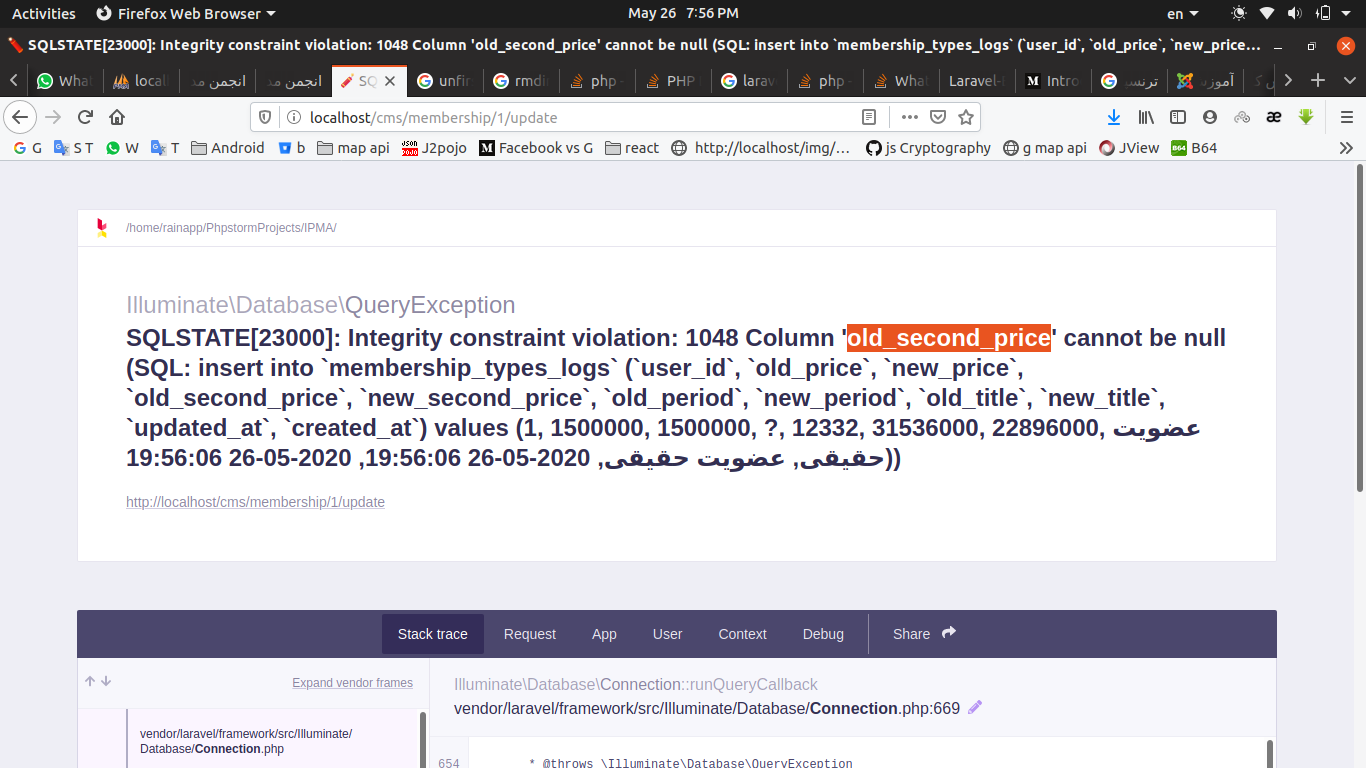 Activities Firefox Web Browser May 26 7:56 PM en
SQLSTATE[23000]: Integrity constraint violation: 1048 Column 'old_second_price' cannot be null (SQL: insert into `membership_types_logs` (`user_id`, `old_price`, `new_price...
What local انجمن مد انجمن مد SQ unfir rmdi php - PHP larav php - What Laravel- Intro ترنس آموزش
localhost/cms/membership/1/update
G S T W T Android b map api J2pojo Facebook vs G react http://localhost/img/... js Cryptography g map api JView B64
/home/rainapp/PhpstormProjects/IPMA/
Illuminate\Database\QueryException
SQLSTATE[23000]: Integrity constraint violation: 1048 Column 'old_second_price' cannot be null
(SQL: insert into `membership_types_logs` (`user_id`, `old_price`, `new_price`,
`old_second_price`, `new_second_price`, `old_period`, `new_period`, `old_title`, `new_title`,
`updated_at`, `created_at`) values (1, 1500000, 1500000, ?, 12332, 31536000, 22896000, عضویت
حقیقی, عضویت حقیقی, 2020-05-26 19:56:06, 2020-05-26 19:56:06))
http://localhost/cms/membership/1/update
Stack trace Request App User Context Debug Share
Expand vendor frames
Illuminate\Database\Connection::runQueryCallback
vendor/laravel/framework/src/Illuminate/Database/Connection.php:669
vendor/laravel/framework/src/Illuminate/
Database/Connection.php
654 * @throws \Illuminate\Database\QueryException